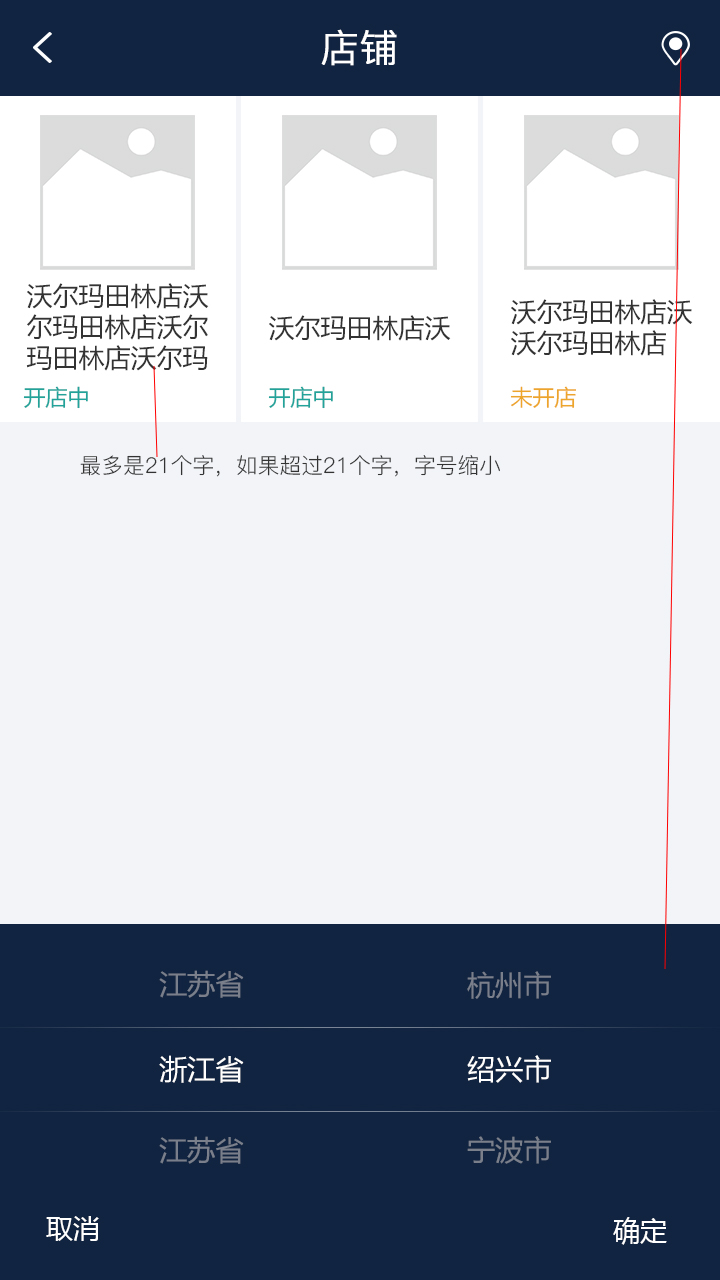 店铺
沃尔玛田林店沃
尔玛田林店沃尔
玛田林店沃尔玛
开店中
沃尔玛田林店沃
开店中
沃尔玛田林店沃
沃尔玛田林店
未开店
最多是21个字，如果超过21个字，字号缩小
江苏省 杭州市
浙江省 绍兴市
江苏省 宁波市
取消 确定